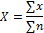 X = ∑x / ∑n